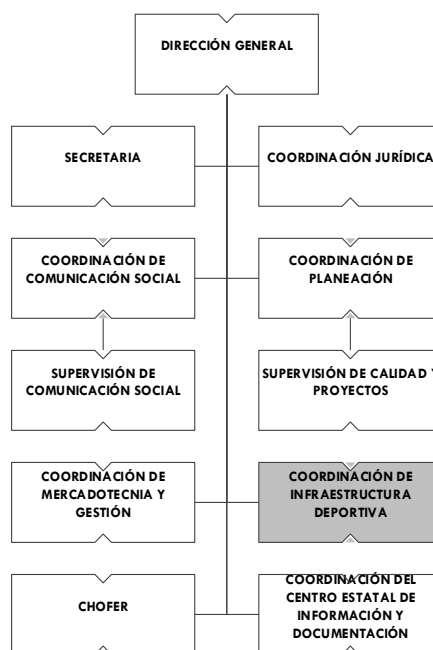 DIRECCIÓN GENERAL
SECRETARIA
COORDINACIÓN JURÍDICA
COORDINACIÓN DE
COMUNICACIÓN SOCIAL
COORDINACIÓN DE
PLANEACIÓN
SUPERVISIÓN DE
COMUNICACIÓN SOCIAL
SUPERVISIÓN DE CALIDAD Y
PROYECTOS
COORDINACIÓN DE
MERCADOTECNIA Y
GESTIÓN
COORDINACIÓN DE
INFRAESTRUCTURA
DEPORTIVA
CHOFER
COORDINACIÓN DEL
CENTRO ESTATAL DE
INFORMACIÓN Y
DOCUMENTACIÓN